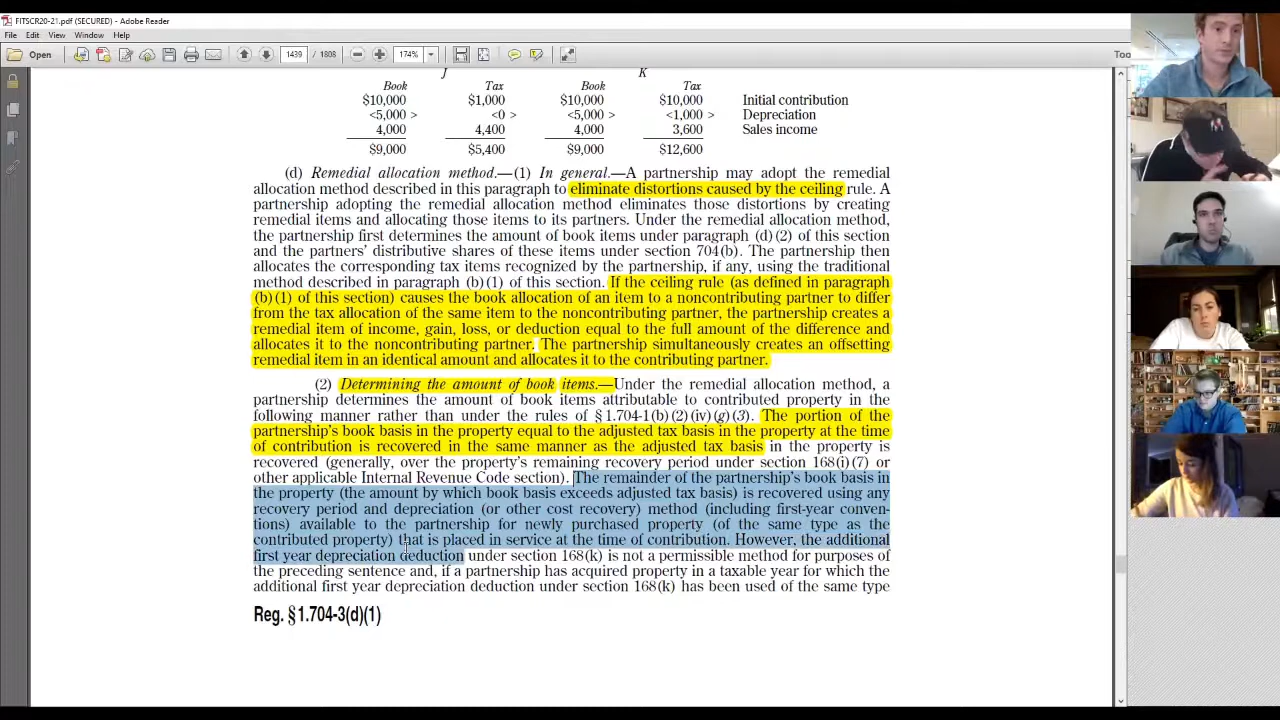 FITSCR20-21.pdf (SECURED) - Adobe Reader
File Edit View Window Help
Open 1439 / 1808 174% Too
J K
Book Tax Book Tax
$10,000 $1,000 $10,000 $10,000 Initial contribution
<5,000 > <0 > <5,000 > <1,000 > Depreciation
4,000 4,400 4,000 3,600 Sales income
$9,000 $5,400 $9,000 $12,600
(d) Remedial allocation method.—(1) In general.—A partnership may adopt the remedial
allocation method described in this paragraph to eliminate distortions caused by the ceiling rule. A
partnership adopting the remedial allocation method eliminates those distortions by creating
remedial items and allocating those items to its partners. Under the remedial allocation method,
the partnership first determines the amount of book items under paragraph (d)(2) of this section
and the partners' distributive shares of these items under section 704(b). The partnership then
allocates the corresponding tax items recognized by the partnership, if any, using the traditional
method described in paragraph (b)(1) of this section. If the ceiling rule (as defined in paragraph
(b)(1) of this section) causes the book allocation of an item to a noncontributing partner to differ
from the tax allocation of the same item to the noncontributing partner, the partnership creates a
remedial item of income, gain, loss, or deduction equal to the full amount of the difference and
allocates it to the noncontributing partner. The partnership simultaneously creates an offsetting
remedial item in an identical amount and allocates it to the contributing partner.
(2) Determining the amount of book items.—Under the remedial allocation method, a
partnership determines the amount of book items attributable to contributed property in the
following manner rather than under the rules of § 1.704-1(b)(2)(iv)(g)(3). The portion of the
partnership's book basis in the property equal to the adjusted tax basis in the property at the time
of contribution is recovered in the same manner as the adjusted tax basis in the property is
recovered (generally, over the property's remaining recovery period under section 168(i)(7) or
other applicable Internal Revenue Code section). The remainder of the partnership's book basis in
the property (the amount by which book basis exceeds adjusted tax basis) is recovered using any
recovery period and depreciation (or other cost recovery) method (including first-year conven-
tions) available to the partnership for newly purchased property (of the same type as the
contributed property) that is placed in service at the time of contribution. However, the additional
first year depreciation deduction under section 168(k) is not a permissible method for purposes of
the preceding sentence and, if a partnership has acquired property in a taxable year for which the
additional first year depreciation deduction under section 168(k) has been used of the same type
Reg. §1.704-3(d)(1)